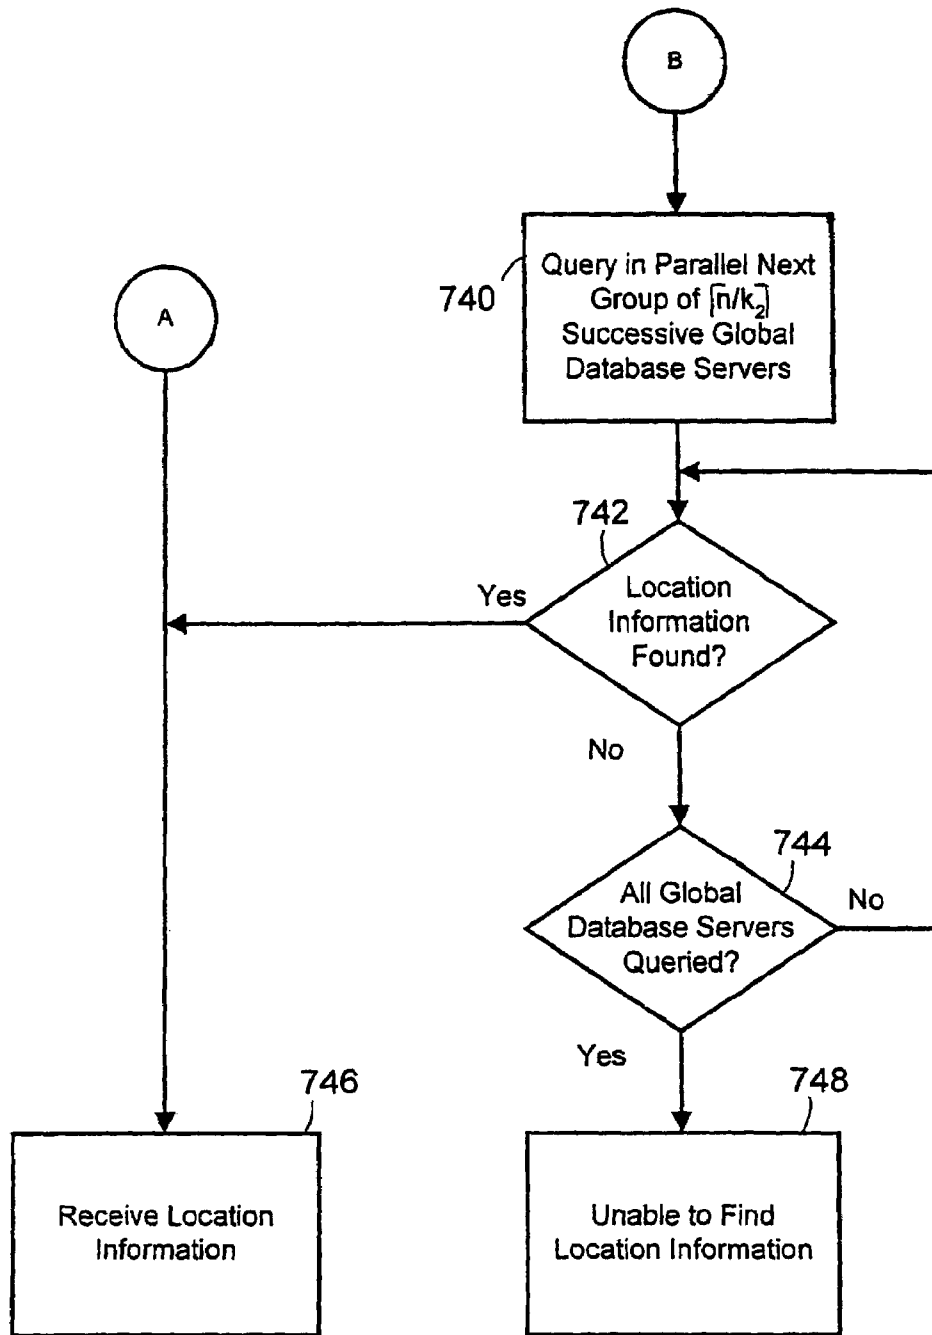 B
740
Query in Parallel Next
Group of ⌈n/k₂⌉
Successive Global
Database Servers
A
742
Yes
Location
Information
Found?
No
744
All Global
Database Servers
Queried?
No
Yes
746
Receive Location
Information
748
Unable to Find
Location Information